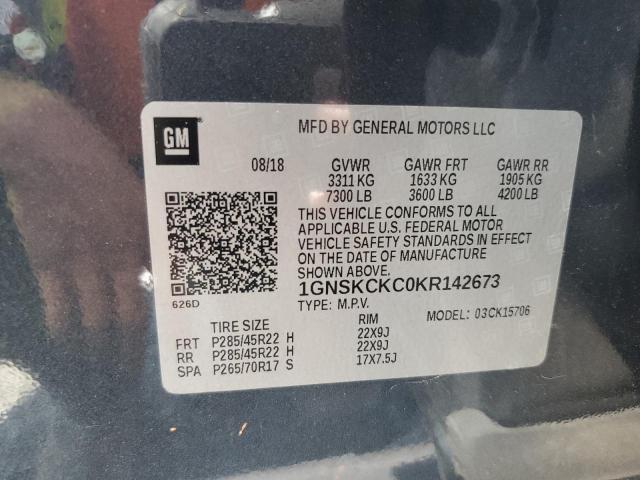 GM
MFD BY GENERAL MOTORS LLC
08/18 GVWR GAWR FRT GAWR RR
3311 KG 1633 KG 1905 KG
7300 LB 3600 LB 4200 LB
THIS VEHICLE CONFORMS TO ALL
APPLICABLE U.S. FEDERAL MOTOR
VEHICLE SAFETY STANDARDS IN EFFECT
ON THE DATE OF MANUFACTURE
SHOWN ABOVE.
626D
1GNSKCKC0KR142673
TYPE: M.P.V. MODEL: 03CK15706
TIRE SIZE RIM
FRT P285/45R22 H 22X9J
RR P285/45R22 H 22X9J
SPA P265/70R17 S 17X7.5J